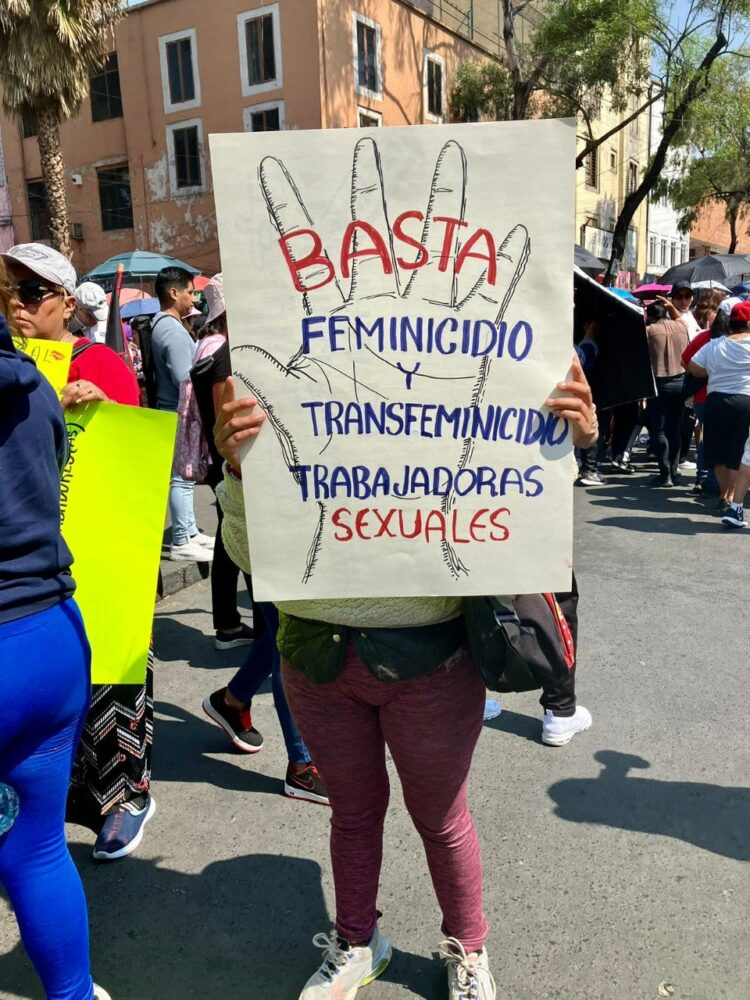 BASTA
FEMINICIDIO
Y
TRANSFEMINICIDIO
TRABAJADORAS
SEXUALES